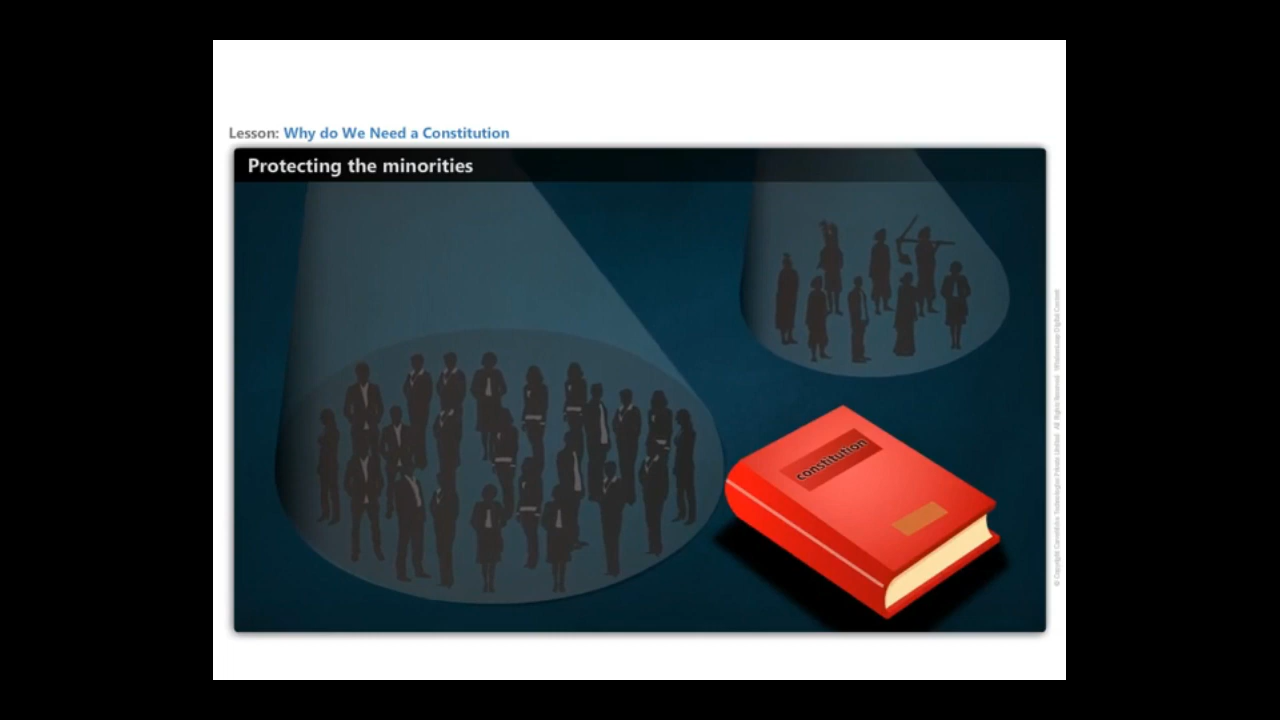 Lesson: Why do We Need a Constitution
Protecting the minorities
constitution